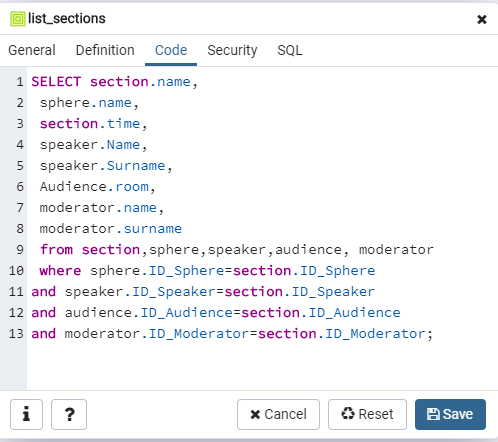 list_sections
General Definition Code Security SQL
1 SELECT section.name,
2 sphere.name,
3 section.time,
4 speaker.Name,
5 speaker.Surname,
6 Audience.room,
7 moderator.name,
8 moderator.surname
9 from section,sphere,speaker,audience, moderator
10 where sphere.ID_Sphere=section.ID_Sphere
11 and speaker.ID_Speaker=section.ID_Speaker
12 and audience.ID_Audience=section.ID_Audience
13 and moderator.ID_Moderator=section.ID_Moderator;
i ? Cancel Reset Save